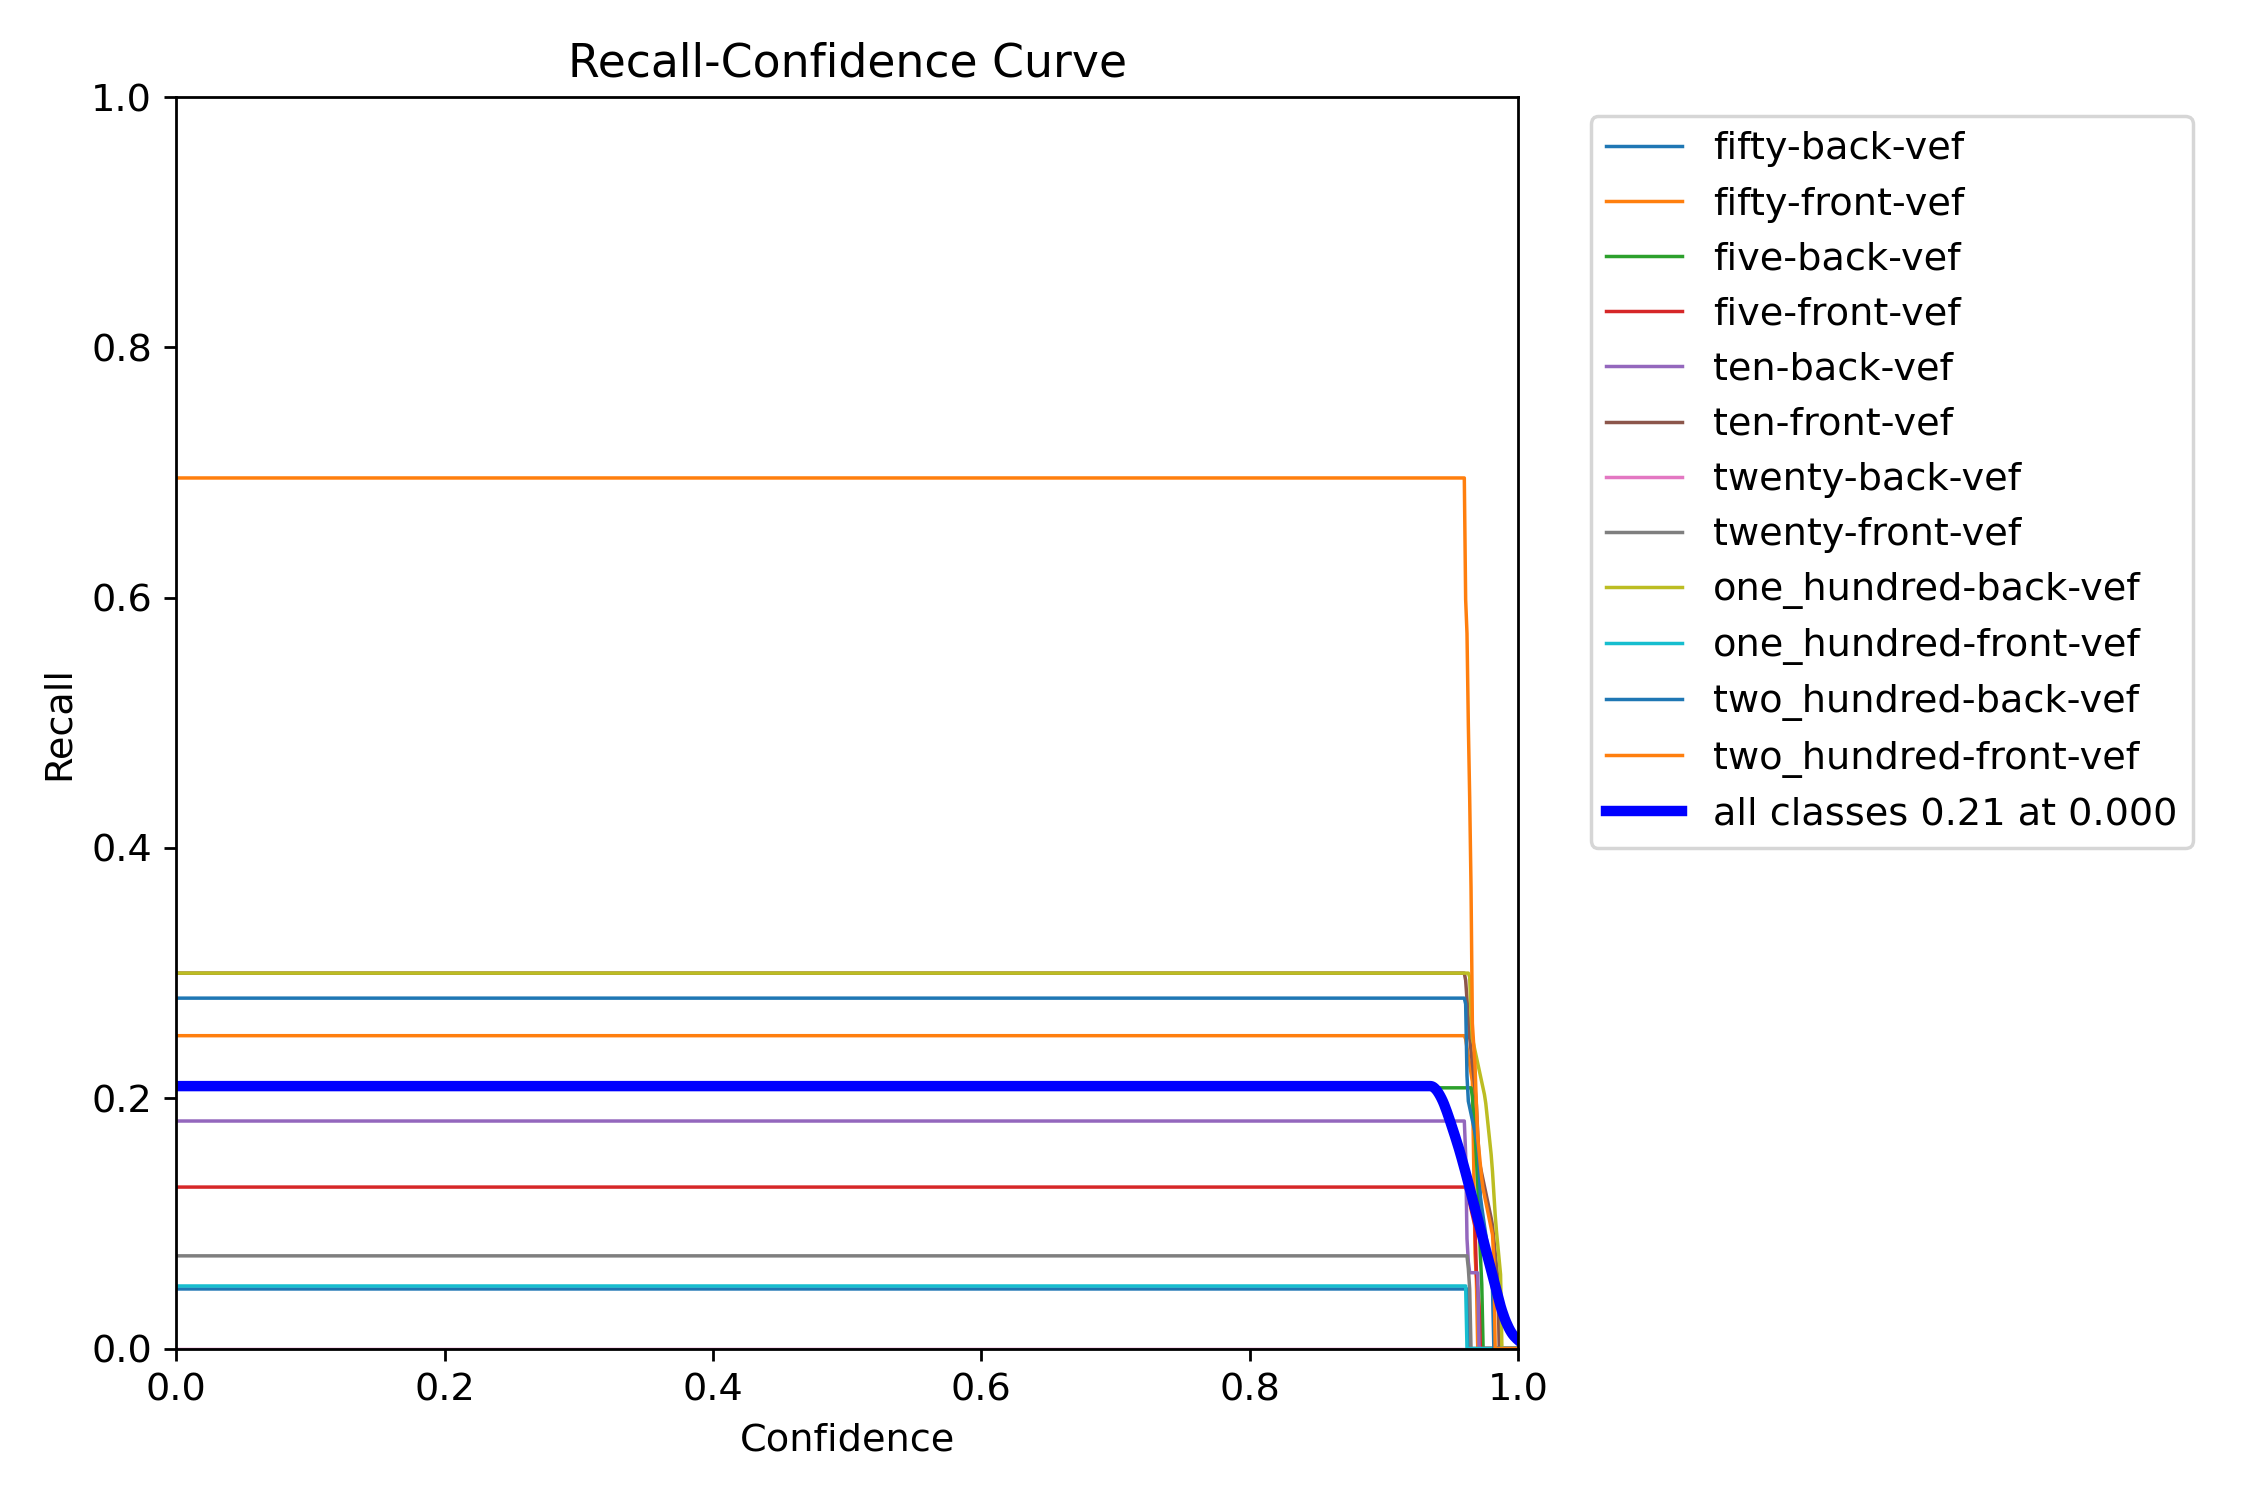 Recall-Confidence Curve
1.0
0.8
0.6
0.4
0.2
0.0
Recall
0.0 0.2 0.4 0.6 0.8 1.0
Confidence
fifty-back-vef
fifty-front-vef
five-back-vef
five-front-vef
ten-back-vef
ten-front-vef
twenty-back-vef
twenty-front-vef
one_hundred-back-vef
one_hundred-front-vef
two_hundred-back-vef
two_hundred-front-vef
all classes 0.21 at 0.000